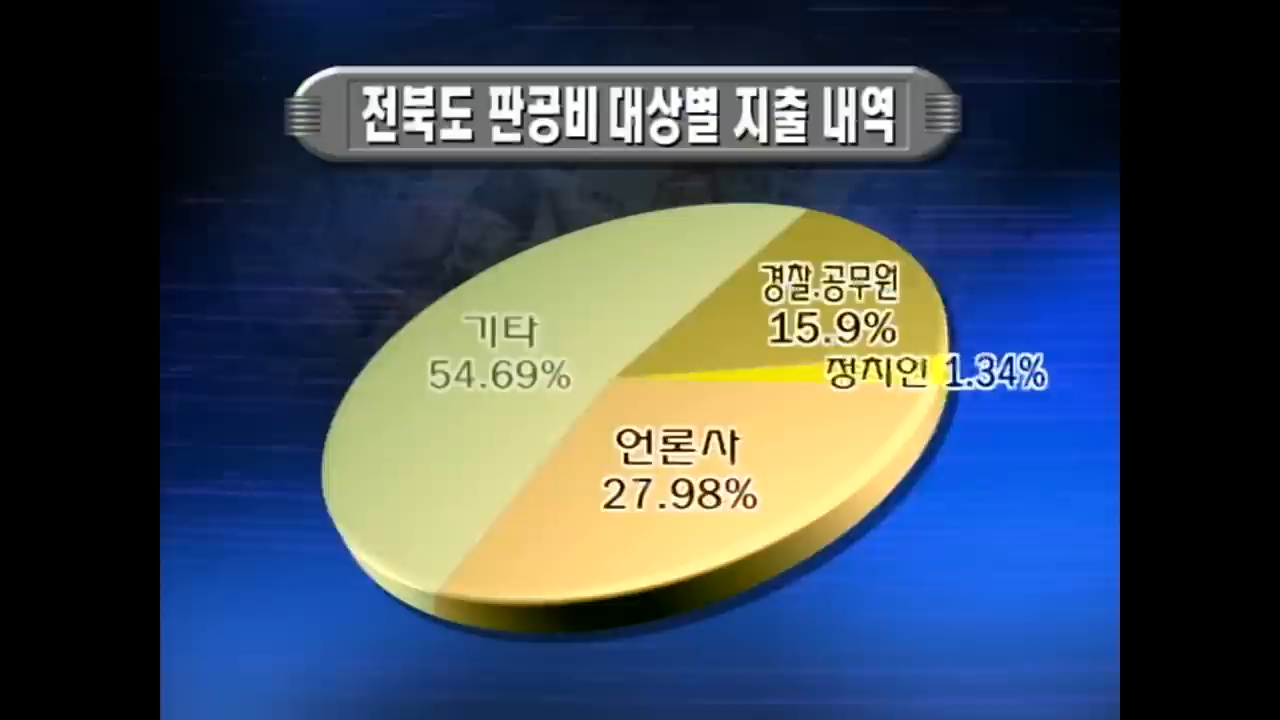 전북도 판공비 대상별 지출 내역
경찰.공무원
15.9%
기타
54.69%
정치인 1.34%
언론사
27.98%